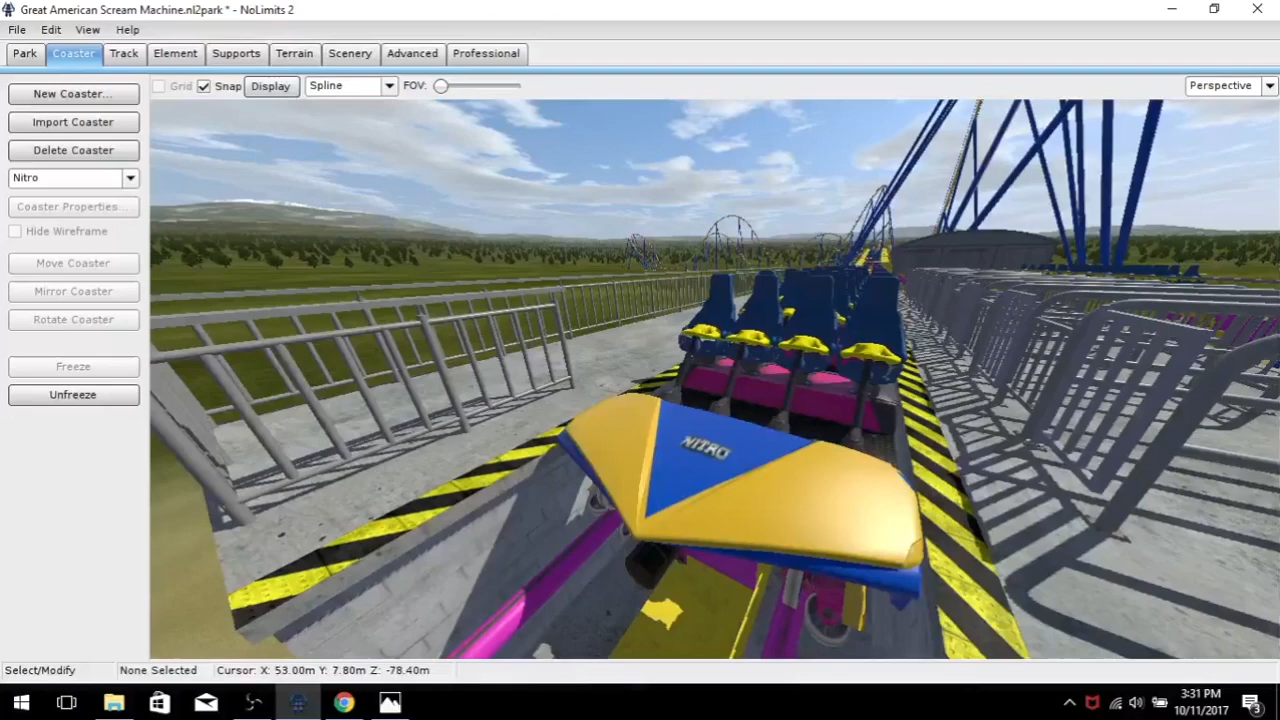 Great American Scream Machine.nl2park * - NoLimits 2
File Edit View Help
Park Coaster Track Element Supports Terrain Scenery Advanced Professional
New Coaster... Grid Snap Display Spline FOV: Perspective
Import Coaster
Delete Coaster
Nitro
Coaster Properties...
Hide Wireframe
Move Coaster
Mirror Coaster
Rotate Coaster
Freeze
Unfreeze
NITRO
Select/Modify None Selected Cursor: X: 53.00m Y: 7.80m Z: -78.40m
3:31 PM
10/11/2017
3